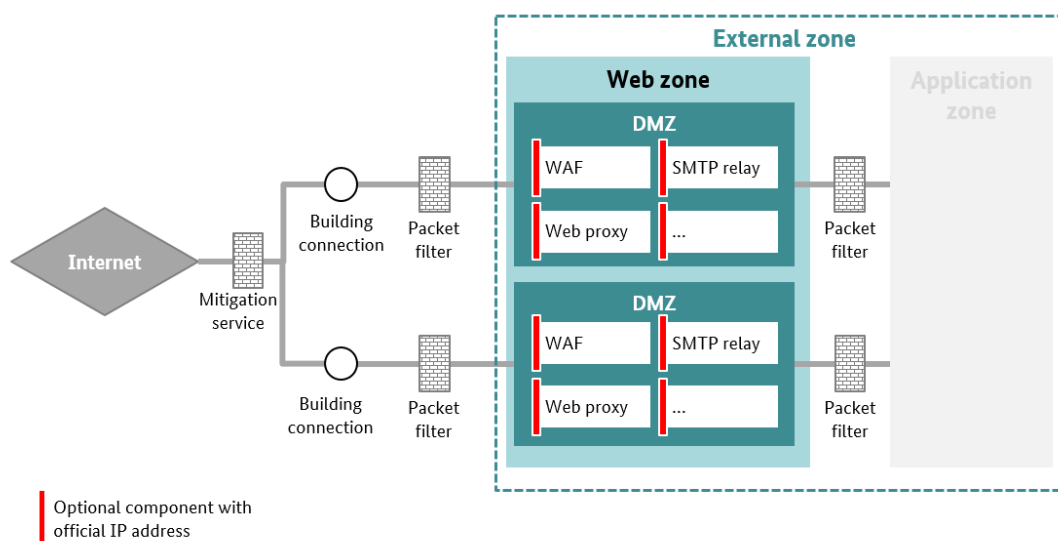 External zone
Web zone
Application
zone
DMZ
WAF
SMTP relay
Web proxy
...
Building
connection
Packet
filter
Packet
filter
Internet
Mitigation
service
DMZ
WAF
SMTP relay
Web proxy
...
Building
connection
Packet
filter
Packet
filter
Optional component with
official IP address